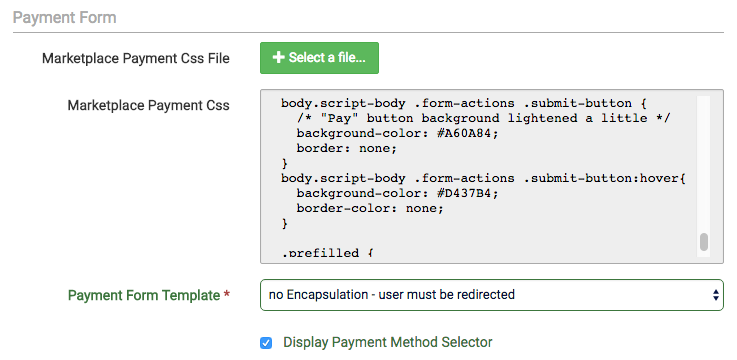 Payment Form
Marketplace Payment Css File
+ Select a file...
Marketplace Payment Css
body.script-body .form-actions .submit-button {
/* "Pay" button background lightened a little */
background-color: #A60A84;
border: none;
}
body.script-body .form-actions .submit-button:hover{
background-color: #D437B4;
border-color: none;
}
.prefilled {
Payment Form Template *
no Encapsulation - user must be redirected
Display Payment Method Selector